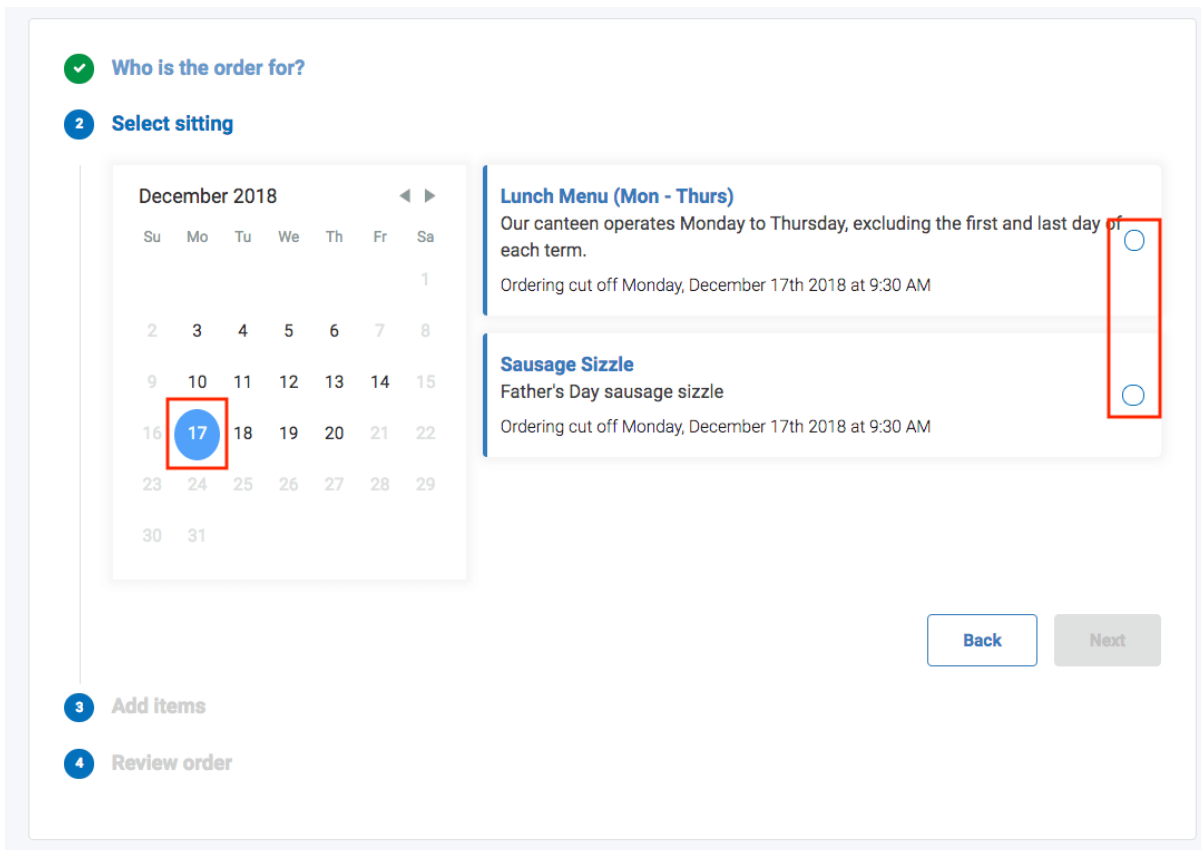 Who is the order for?
2 Select sitting
December 2018
Su Mo Tu We Th Fr Sa
1
2 3 4 5 6 7 8
9 10 11 12 13 14 15
16 17 18 19 20 21 22
23 24 25 26 27 28 29
30 31
Lunch Menu (Mon - Thurs)
Our canteen operates Monday to Thursday, excluding the first and last day of
each term.
Ordering cut off Monday, December 17th 2018 at 9:30 AM
Sausage Sizzle
Father's Day sausage sizzle
Ordering cut off Monday, December 17th 2018 at 9:30 AM
Back Next
3 Add items
4 Review order